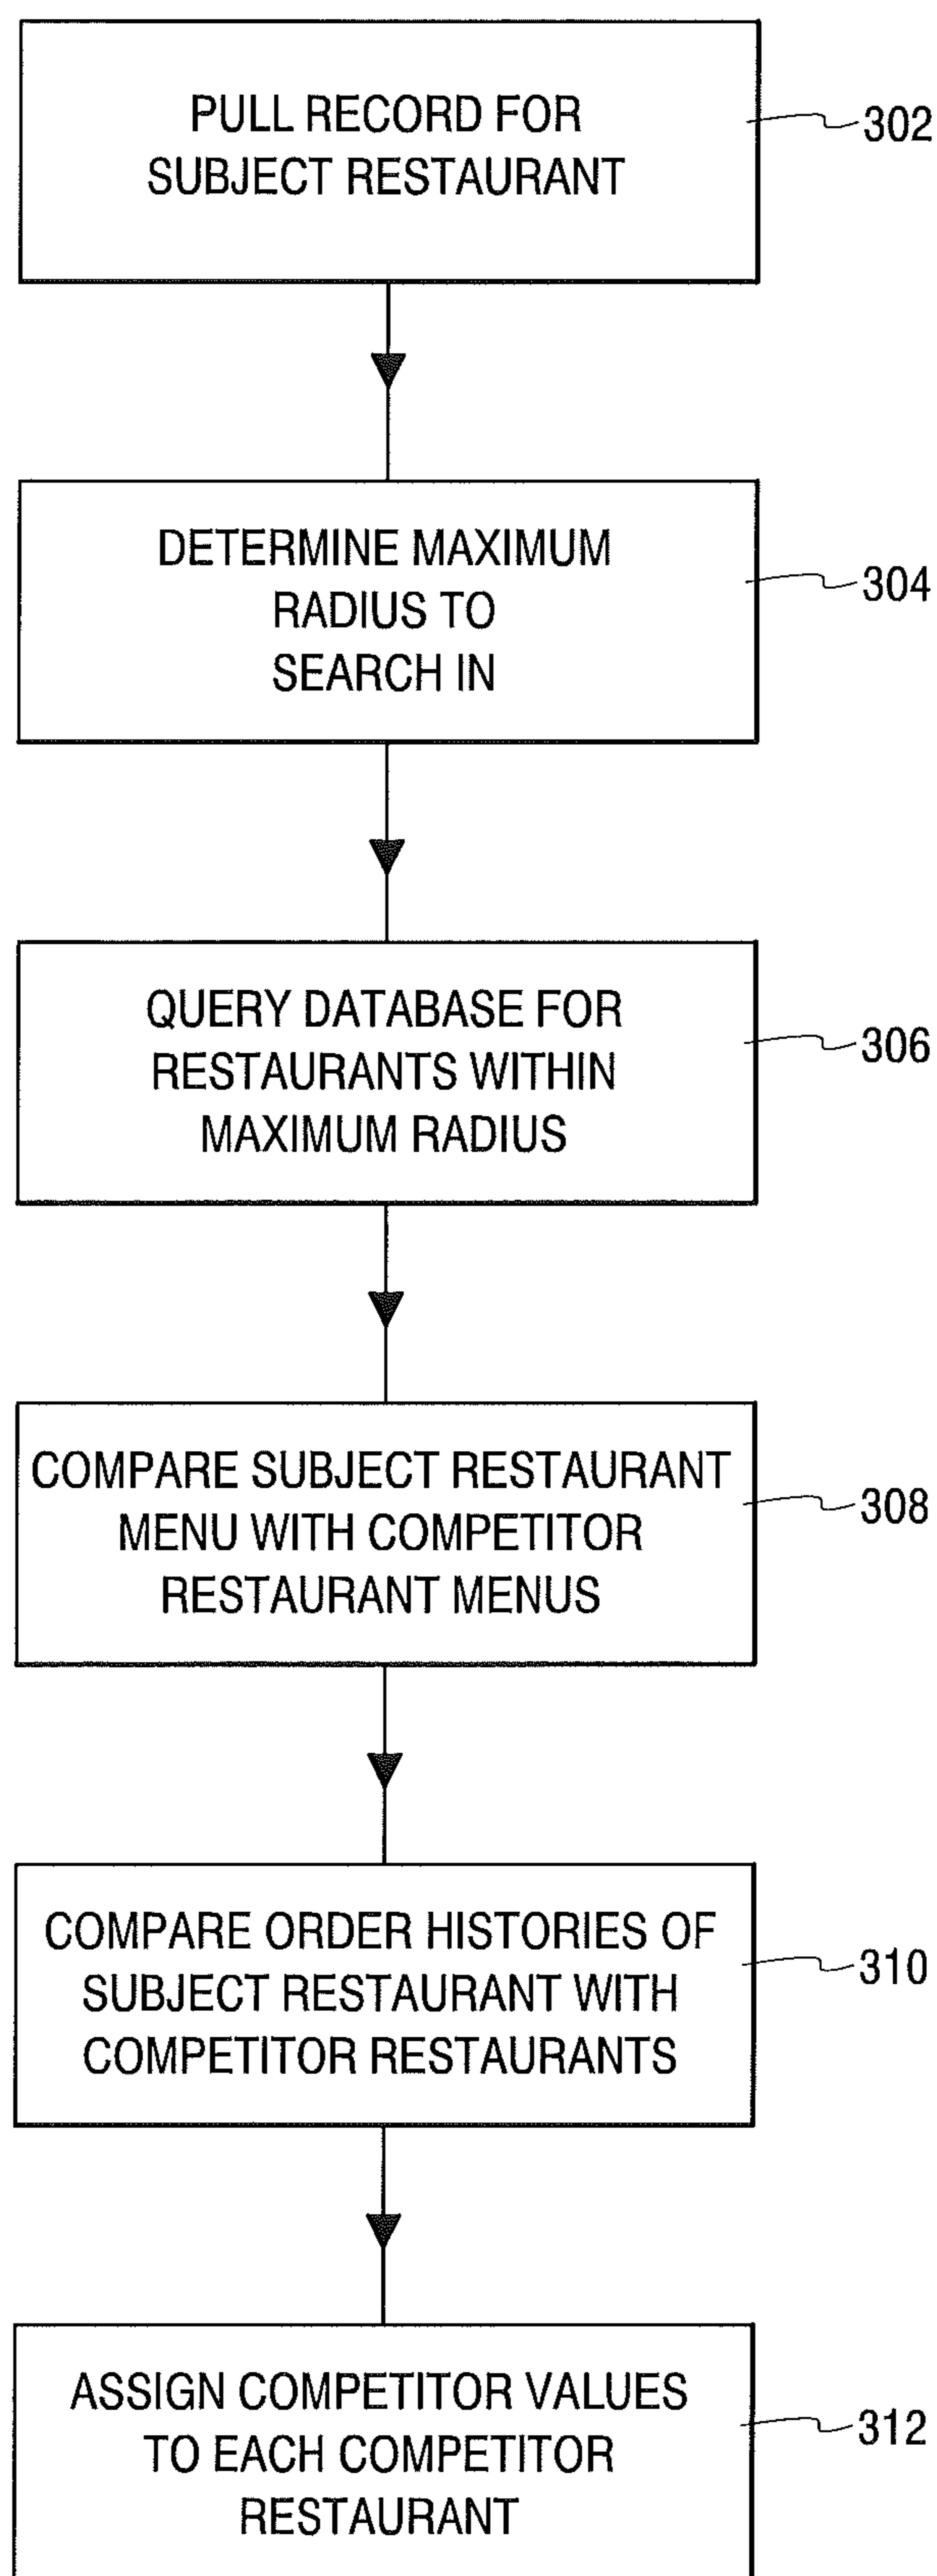 PULL RECORD FOR
SUBJECT RESTAURANT
302
DETERMINE MAXIMUM
RADIUS TO
SEARCH IN
304
QUERY DATABASE FOR
RESTAURANTS WITHIN
MAXIMUM RADIUS
306
COMPARE SUBJECT RESTAURANT
MENU WITH COMPETITOR
RESTAURANT MENUS
308
COMPARE ORDER HISTORIES OF
SUBJECT RESTAURANT WITH
COMPETITOR RESTAURANTS
310
ASSIGN COMPETITOR VALUES
TO EACH COMPETITOR
RESTAURANT
312